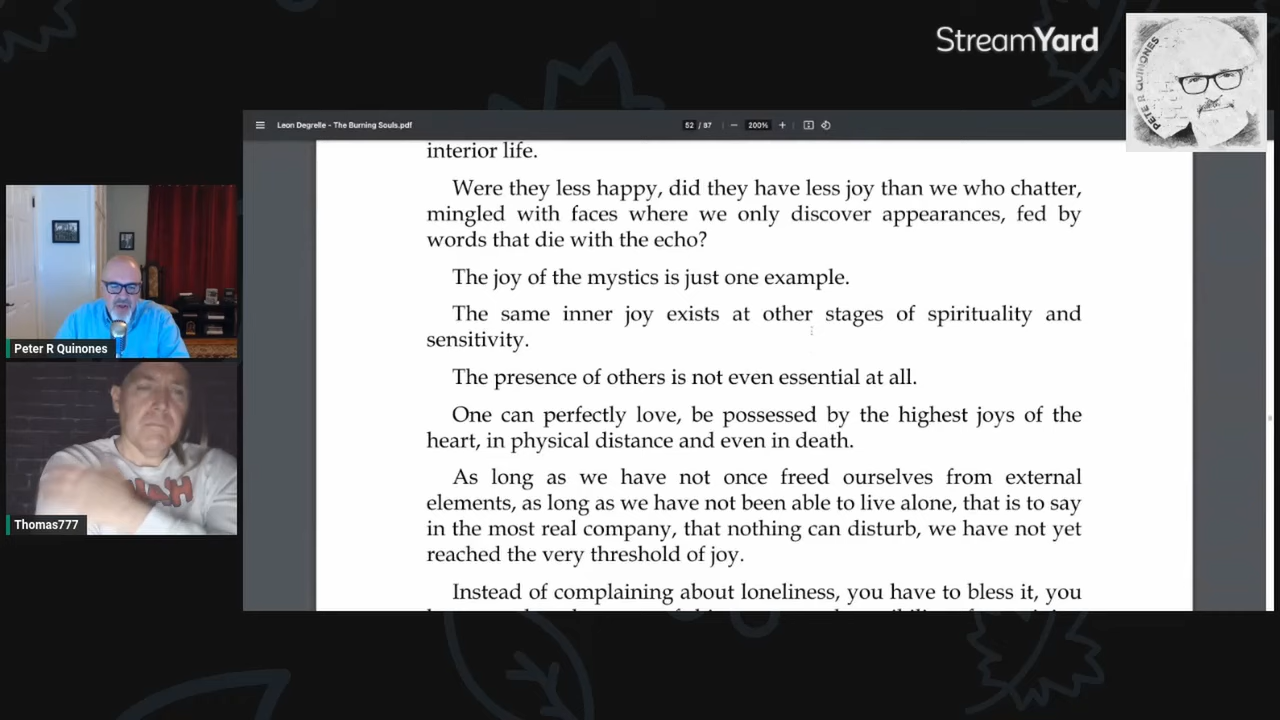 StreamYard
PETER R QUINONES
Leon Degrelle - The Burning Souls.pdf
52 / 87
200%
interior life.
Were they less happy, did they have less joy than we who chatter,
mingled with faces where we only discover appearances, fed by
words that die with the echo?
The joy of the mystics is just one example.
The same inner joy exists at other stages of spirituality and
sensitivity.
The presence of others is not even essential at all.
One can perfectly love, be possessed by the highest joys of the
heart, in physical distance and even in death.
As long as we have not once freed ourselves from external
elements, as long as we have not been able to live alone, that is to say
in the most real company, that nothing can disturb, we have not yet
reached the very threshold of joy.
Instead of complaining about loneliness, you have to bless it, you
Peter R Quinones
Thomas777